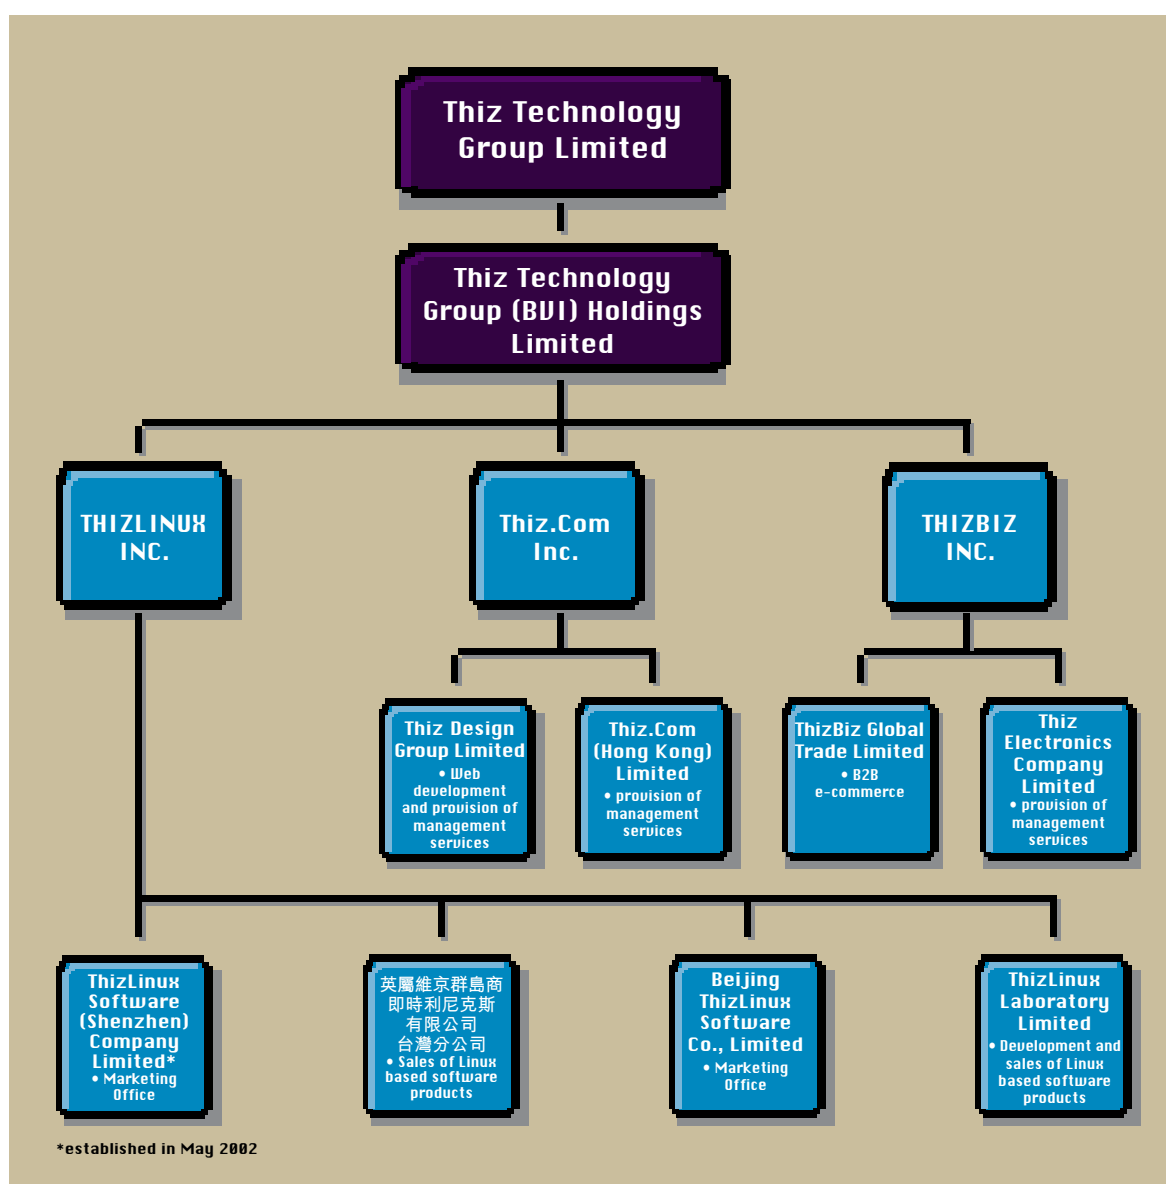 Thiz Technology
Group Limited
Thiz Technology
Group (BVI) Holdings
Limited
THIZLINUX
INC.
Thiz.Com
Inc.
THIZBIZ
INC.
Thiz Design
Group Limited
• Web
development
and provision of
management
services
Thiz.Com
(Hong Kong)
Limited
• provision of
management
services
ThizBiz Global
Trade Limited
• B2B
e-commerce
Thiz
Electronics
Company
Limited
• provision of
management
services
ThizLinux
Software
(Shenzhen)
Company
Limited*
• Marketing
Office
英屬維京群島商
即時利尼克斯
有限公司
台灣分公司
• Sales of Linux
based software
products
Beijing
ThizLinux
Software
Co., Limited
• Marketing
Office
ThizLinux
Laboratory
Limited
• Development and
sales of Linux
based software
products
*established in May 2002